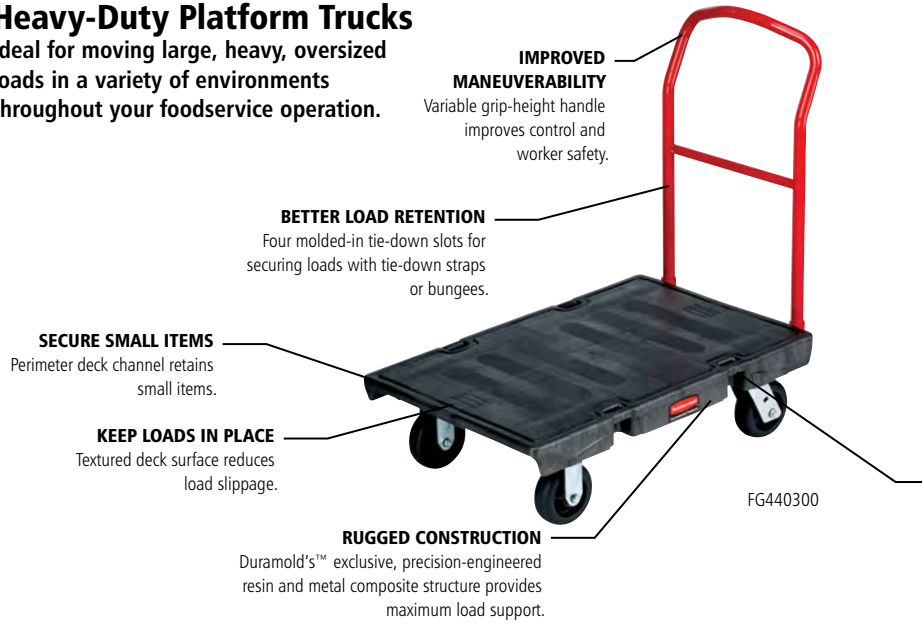 Heavy-Duty Platform Trucks
deal for moving large, heavy, oversized
oads in a variety of environments
hroughout your foodservice operation.
IMPROVED
MANEUVERABILITY
Variable grip-height handle
improves control and
worker safety.
BETTER LOAD RETENTION
Four molded-in tie-down slots for
securing loads with tie-down straps
or bungees.
SECURE SMALL ITEMS
Perimeter deck channel retains
small items.
KEEP LOADS IN PLACE
Textured deck surface reduces
load slippage.
Rubbermaid
FG440300
RUGGED CONSTRUCTION
Duramold's™ exclusive, precision-engineered
resin and metal composite structure provides
maximum load support.